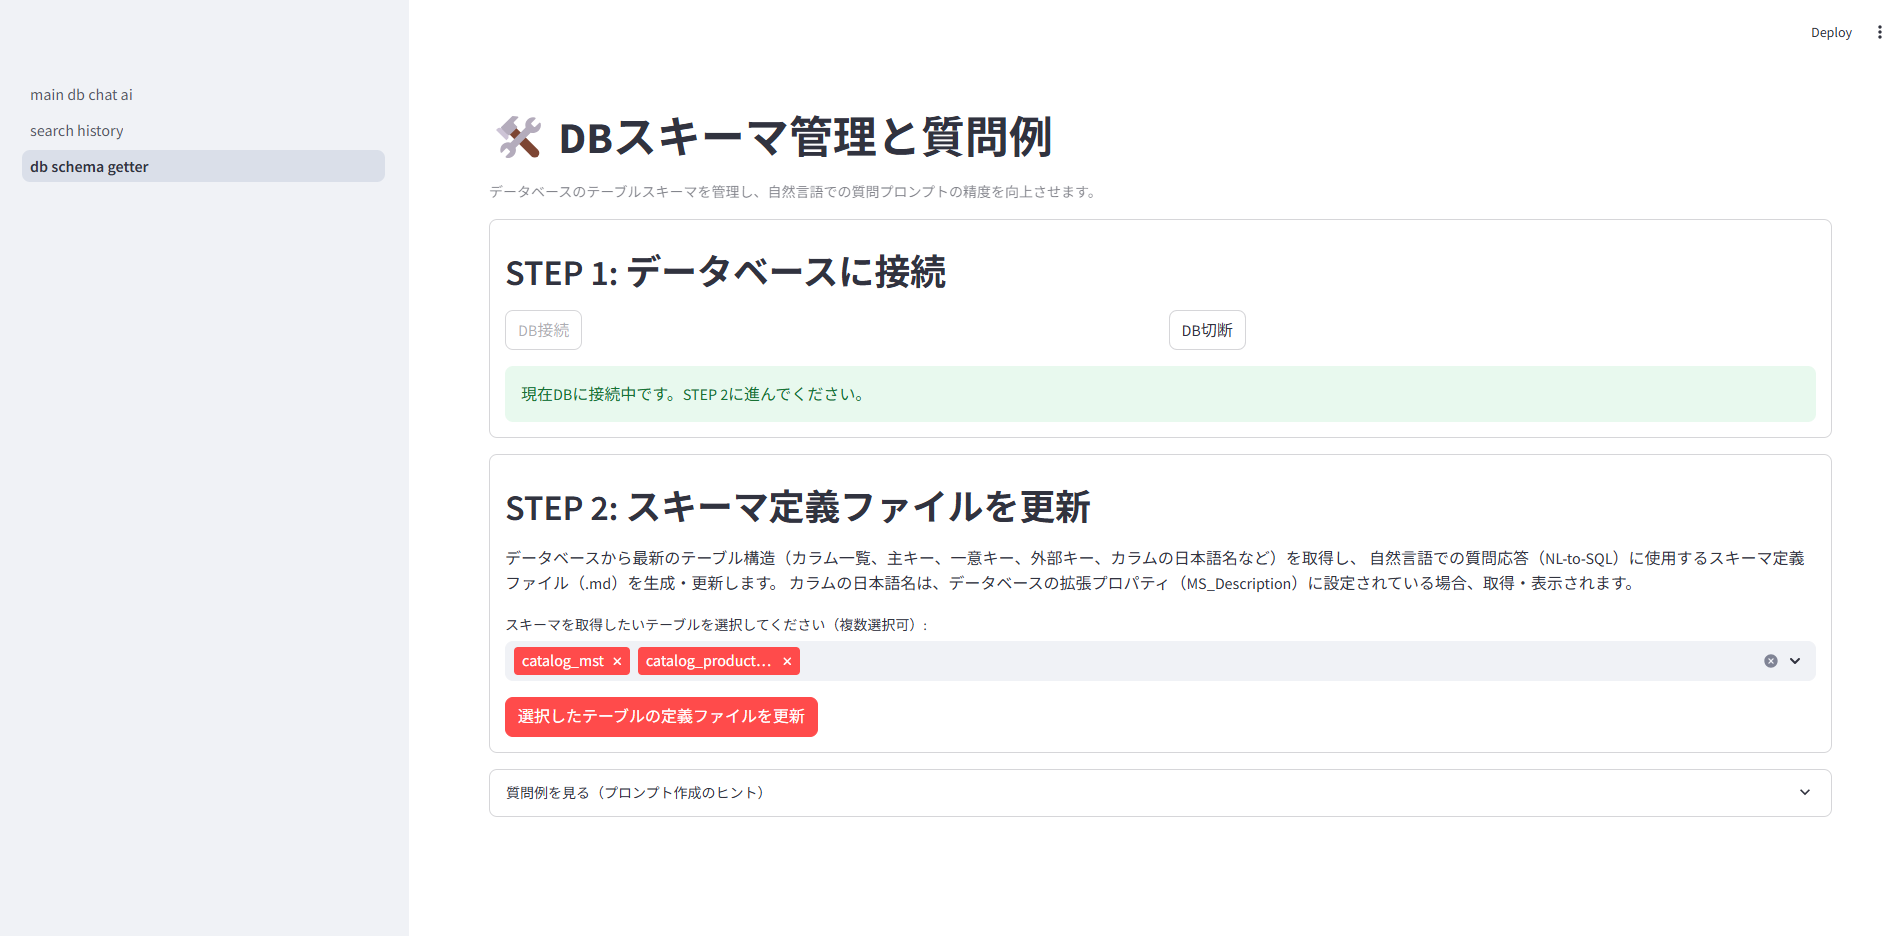 Deploy
main db chat ai
search history
db schema getter
DBスキーマ管理と質問例
データベースのテーブルスキーマを管理し、自然言語での質問プロンプトの精度を向上させます。
STEP 1: データベースに接続
DB接続
DB切断
現在DBに接続中です。STEP 2に進んでください。
STEP 2: スキーマ定義ファイルを更新
データベースから最新のテーブル構造（カラム一覧、主キー、一意キー、外部キー、カラムの日本語名など）を取得し、 自然言語での質問応答（NL-to-SQL）に使用するスキーマ定義
ファイル（.md）を生成・更新します。 カラムの日本語名は、データベースの拡張プロパティ（MS_Description）に設定されている場合、取得・表示されます。
スキーマを取得したいテーブルを選択してください（複数選択可）:
catalog_mst
catalog_product...
選択したテーブルの定義ファイルを更新
質問例を見る（プロンプト作成のヒント）